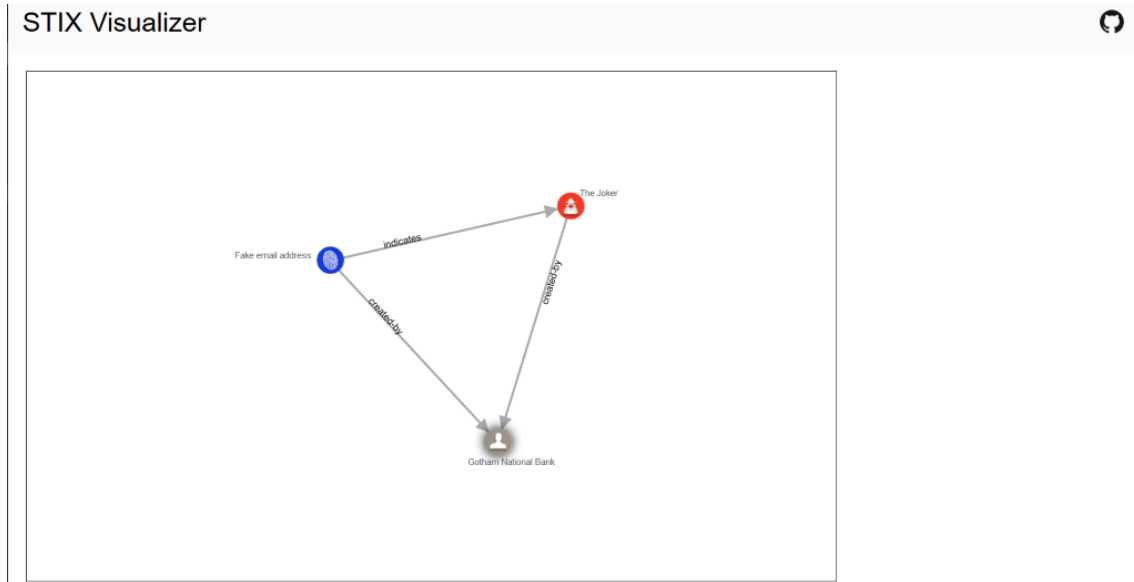 STIX Visualizer
The Joker
indicates
Fake email address
created-by
created-by
Gotham National Bank